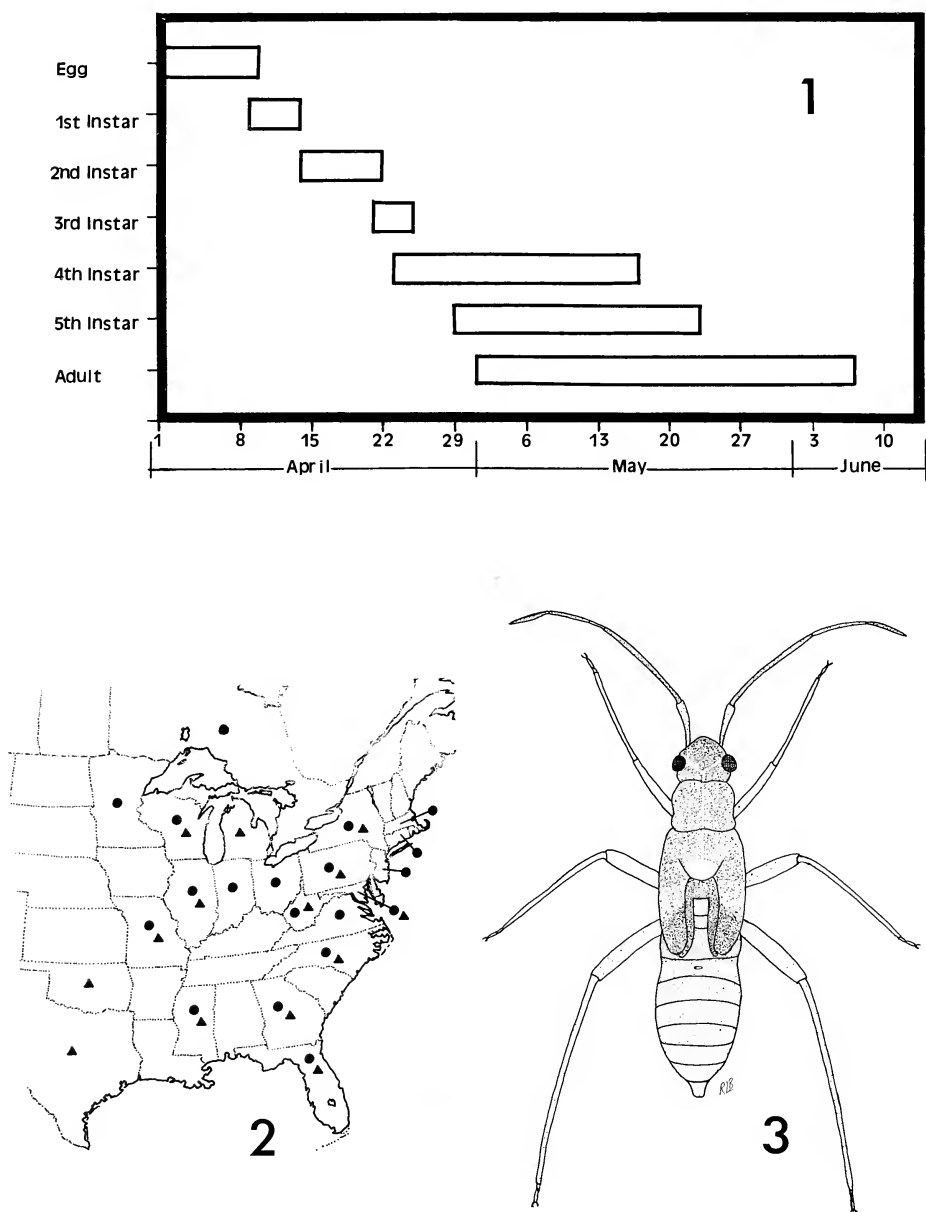 Egg
1
1st Instar
2nd Instar
3rd Instar
4th Instar
5th Instar
Adult
1 8 15 22 29 6 13 20 27 3 10
April May June
RLB
2
3